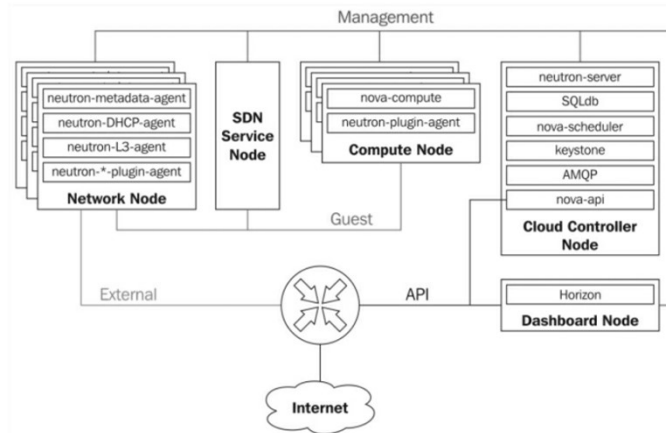 Management
neutron-metadata-agent
neutron-DHCP-agent
neutron-L3-agent
neutron-*-plugin-agent
Network Node
SDN
Service
Node
nova-compute
neutron-plugin-agent
Compute Node
neutron-server
SQLdb
nova-scheduler
keystone
AMQP
nova-api
Cloud Controller
Node
Guest
External
API
Horizon
Dashboard Node
Internet